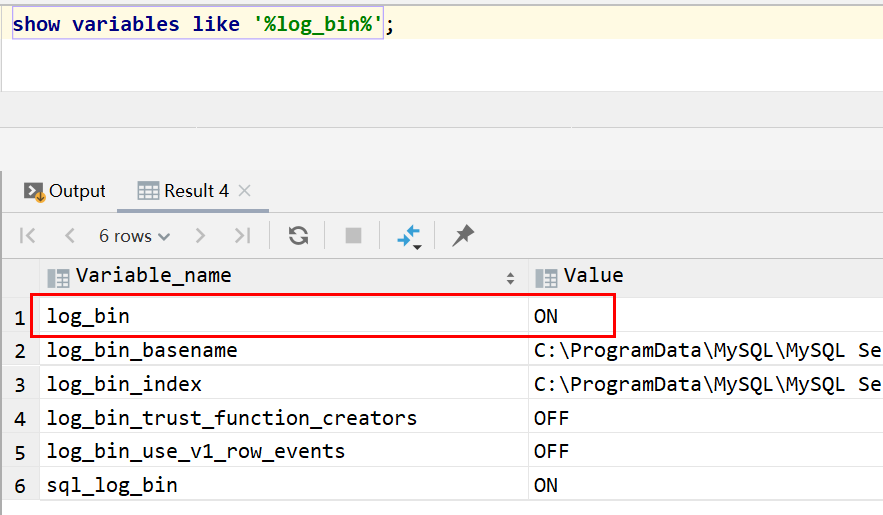 show variables like '%log_bin%';
Output Result 4
6 rows
Variable_name Value
1 log_bin ON
2 log_bin_basename C:\ProgramData\MySQL\MySQL Se
3 log_bin_index C:\ProgramData\MySQL\MySQL Se
4 log_bin_trust_function_creators OFF
5 log_bin_use_v1_row_events OFF
6 sql_log_bin ON